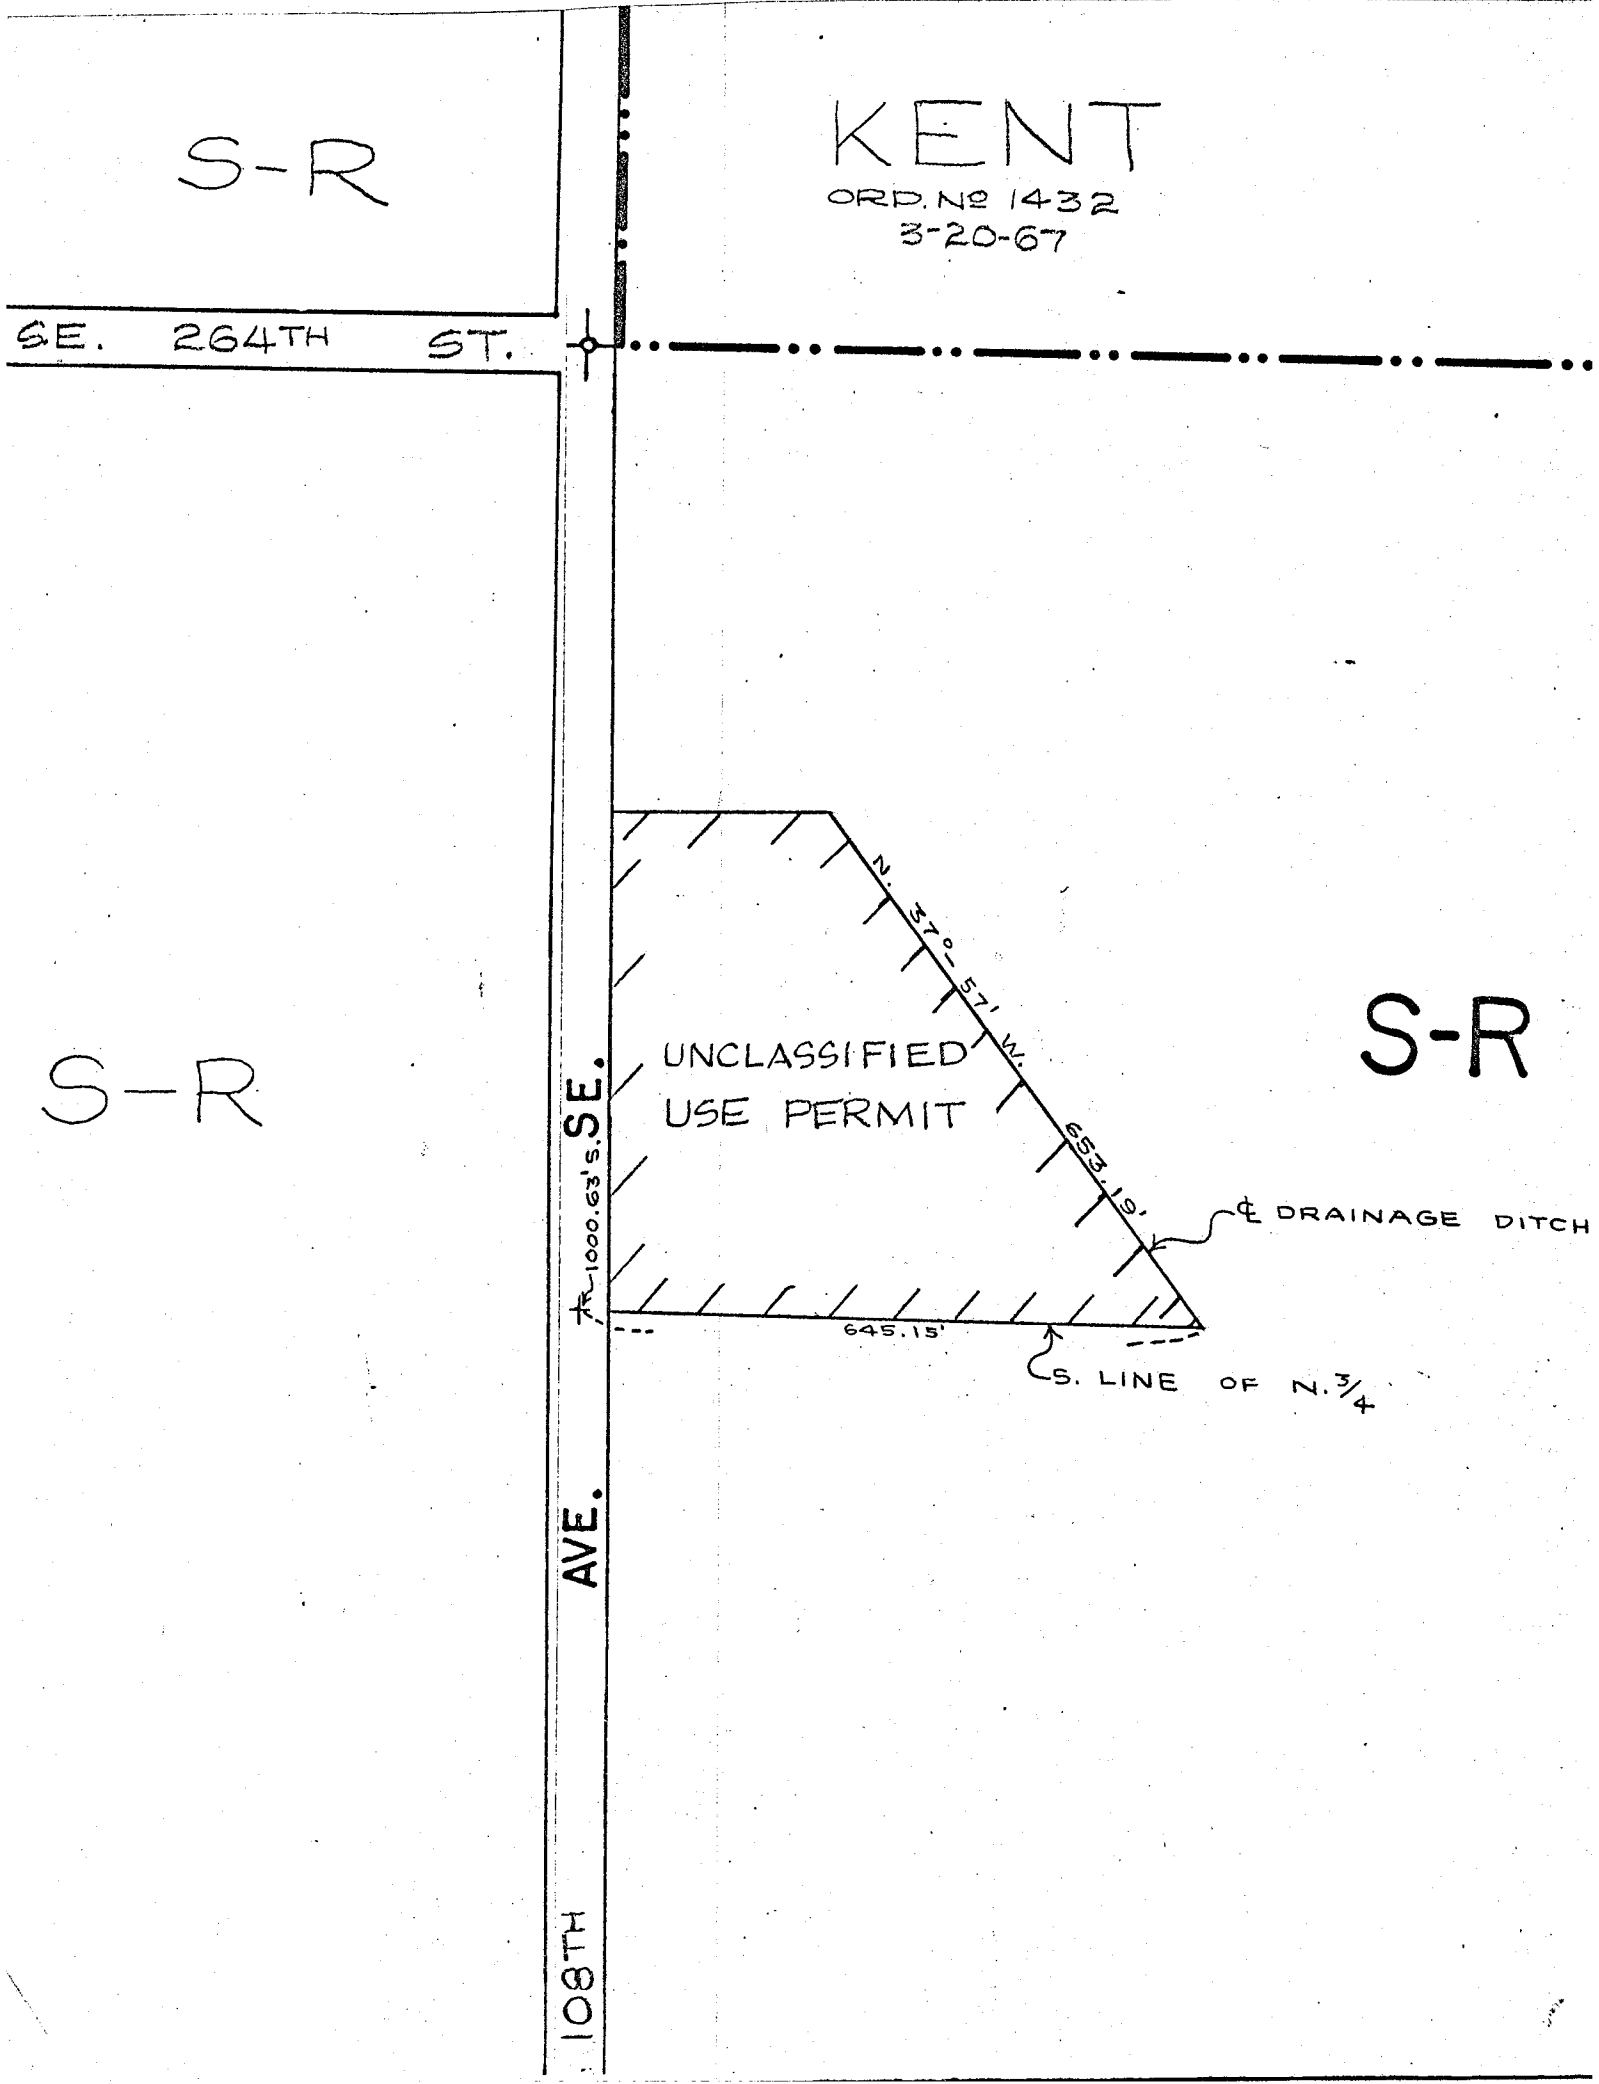 S-R
KENT
ORD. Nº 1432
3-20-67
SE. 264TH ST.
N. 37° - 57' W.
653.19'
UNCLASSIFIED
USE PERMIT
S-R
S-R
SE.
1000.63' S.
℄ DRAINAGE DITCH
645.15'
S. LINE OF N. 3/4
AVE.
108TH